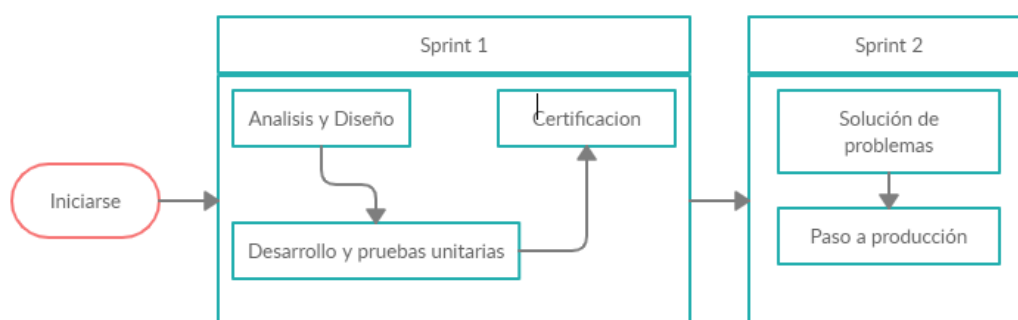 Sprint 1
Sprint 2
Analisis y Diseño
Certificacion
Solución de
problemas
Iniciarse
Desarrollo y pruebas unitarias
Paso a producción